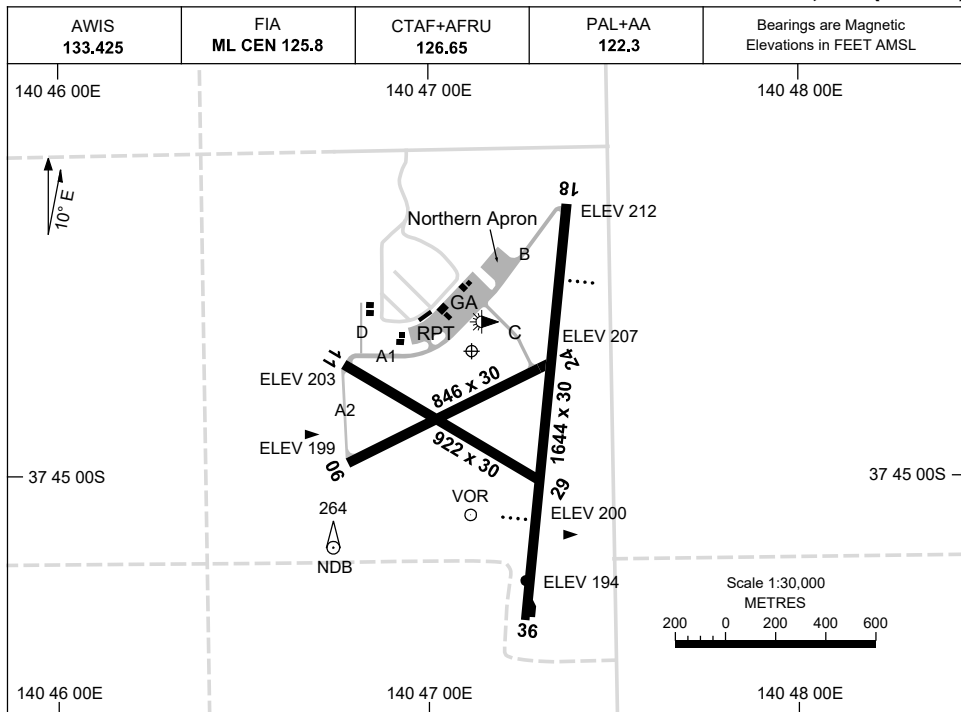 AWIS
133.425
FIA
ML CEN 125.8
CTAF+AFRU
126.65
PAL+AA
122.3
Bearings are Magnetic
Elevations in FEET AMSL
140 46 00E
140 47 00E
140 48 00E
10° E
18
ELEV 212
Northern Apron
B
GA
RPT
C
D
A1
ELEV 207
11
24
ELEV 203
846 x 30
1644 x 30
A2
922 x 30
ELEV 199
06
37 45 00S
37 45 00S
29
264
VOR
ELEV 200
NDB
ELEV 194
36
Scale 1:30,000
METRES
200 0 200 400 600
140 46 00E
140 47 00E
140 48 00E